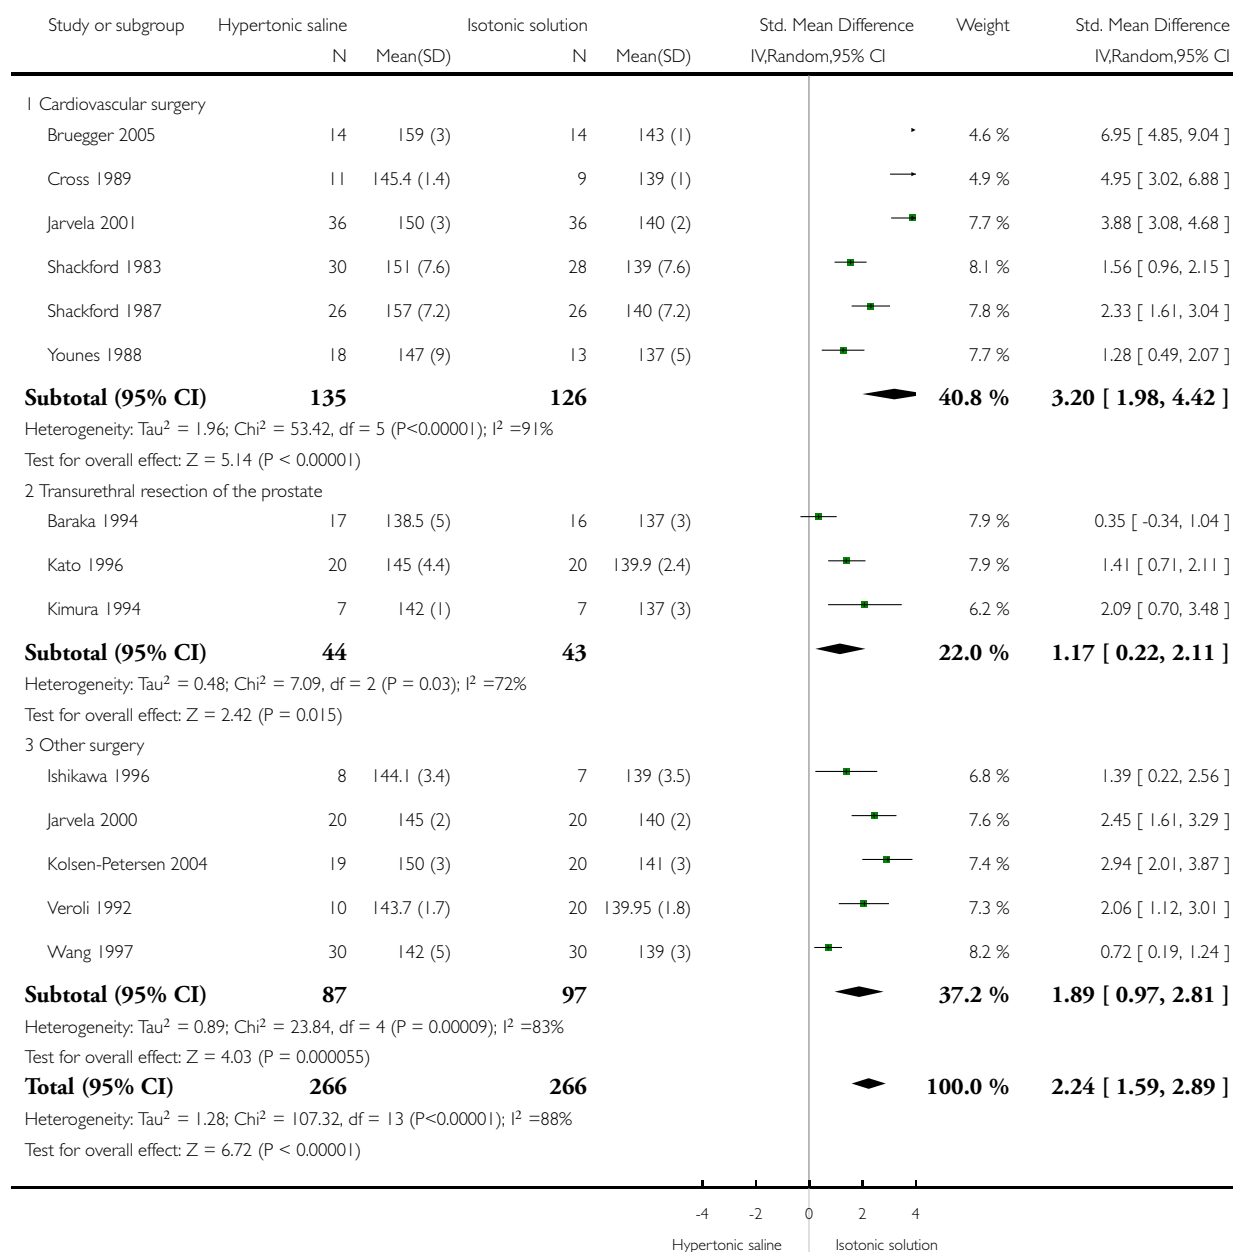 Study or subgroup Hypertonic saline Isotonic solution Std. Mean Difference Weight Std. Mean Difference
N Mean(SD) N Mean(SD) IV,Random,95% CI IV,Random,95% CI
1 Cardiovascular surgery
Bruegger 2005 14 159 (3) 14 143 (1) 4.6 % 6.95 [ 4.85, 9.04 ]
Cross 1989 11 145.4 (1.4) 9 139 (1) 4.9 % 4.95 [ 3.02, 6.88 ]
Jarvela 2001 36 150 (3) 36 140 (2) 7.7 % 3.88 [ 3.08, 4.68 ]
Shackford 1983 30 151 (7.6) 28 139 (7.6) 8.1 % 1.56 [ 0.96, 2.15 ]
Shackford 1987 26 157 (7.2) 26 140 (7.2) 7.8 % 2.33 [ 1.61, 3.04 ]
Younes 1988 18 147 (9) 13 137 (5) 7.7 % 1.28 [ 0.49, 2.07 ]
Subtotal (95% CI) 135 126 40.8 % 3.20 [ 1.98, 4.42 ]
Heterogeneity: Tau² = 1.96; Chi² = 53.42, df = 5 (P<0.00001); I² =91%
Test for overall effect: Z = 5.14 (P < 0.00001)
2 Transurethral resection of the prostate
Baraka 1994 17 138.5 (5) 16 137 (3) 7.9 % 0.35 [ -0.34, 1.04 ]
Kato 1996 20 145 (4.4) 20 139.9 (2.4) 7.9 % 1.41 [ 0.71, 2.11 ]
Kimura 1994 7 142 (1) 7 137 (3) 6.2 % 2.09 [ 0.70, 3.48 ]
Subtotal (95% CI) 44 43 22.0 % 1.17 [ 0.22, 2.11 ]
Heterogeneity: Tau² = 0.48; Chi² = 7.09, df = 2 (P = 0.03); I² =72%
Test for overall effect: Z = 2.42 (P = 0.015)
3 Other surgery
Ishikawa 1996 8 144.1 (3.4) 7 139 (3.5) 6.8 % 1.39 [ 0.22, 2.56 ]
Jarvela 2000 20 145 (2) 20 140 (2) 7.6 % 2.45 [ 1.61, 3.29 ]
Kolsen-Petersen 2004 19 150 (3) 20 141 (3) 7.4 % 2.94 [ 2.01, 3.87 ]
Veroli 1992 10 143.7 (1.7) 20 139.95 (1.8) 7.3 % 2.06 [ 1.12, 3.01 ]
Wang 1997 30 142 (5) 30 139 (3) 8.2 % 0.72 [ 0.19, 1.24 ]
Subtotal (95% CI) 87 97 37.2 % 1.89 [ 0.97, 2.81 ]
Heterogeneity: Tau² = 0.89; Chi² = 23.84, df = 4 (P = 0.00009); I² =83%
Test for overall effect: Z = 4.03 (P = 0.000055)
Total (95% CI) 266 266 100.0 % 2.24 [ 1.59, 2.89 ]
Heterogeneity: Tau² = 1.28; Chi² = 107.32, df = 13 (P<0.00001); I² =88%
Test for overall effect: Z = 6.72 (P < 0.00001)
-4 -2 0 2 4
Hypertonic saline Isotonic solution